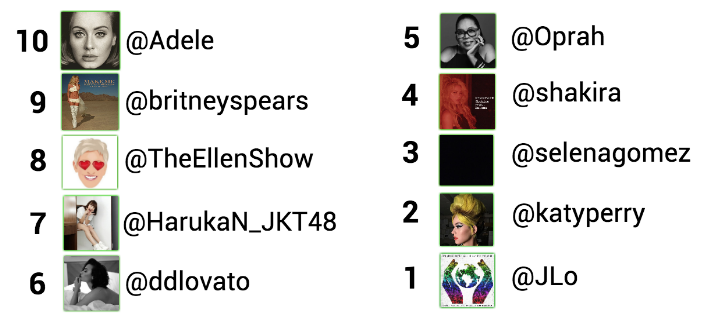 10 @Adele
9 @britneyspears
8 @TheEllenShow
7 @HarukaN_JKT48
6 @ddlovato
5 @Oprah
4 @shakira
3 @selenagomez
2 @katyperry
1 @JLo